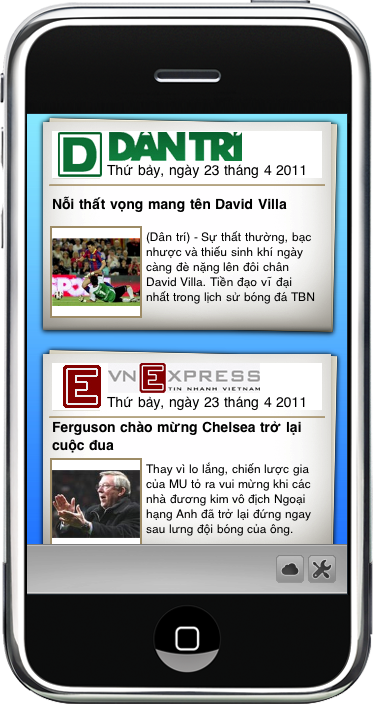 D DÂN TRÍ
Thứ bảy, ngày 23 tháng 4 2011
Nỗi thất vọng mang tên David Villa
(Dân trí) - Sự thất thường, bạc
nhược và thiếu sinh khí ngày
càng đè nặng lên đôi chân
David Villa. Tiền đạo vĩ đại
nhất trong lịch sử bóng đá TBN
E VNEXPRESS
TIN NHANH VIETNAM
Thứ bảy, ngày 23 tháng 4 2011
Ferguson chào mừng Chelsea trở lại
cuộc đua
Thay vì lo lắng, chiến lược gia
của MU tỏ ra vui mừng khi các
nhà đương kim vô địch Ngoại
hạng Anh đã trở lại đứng ngay
sau lưng đội bóng của ông.